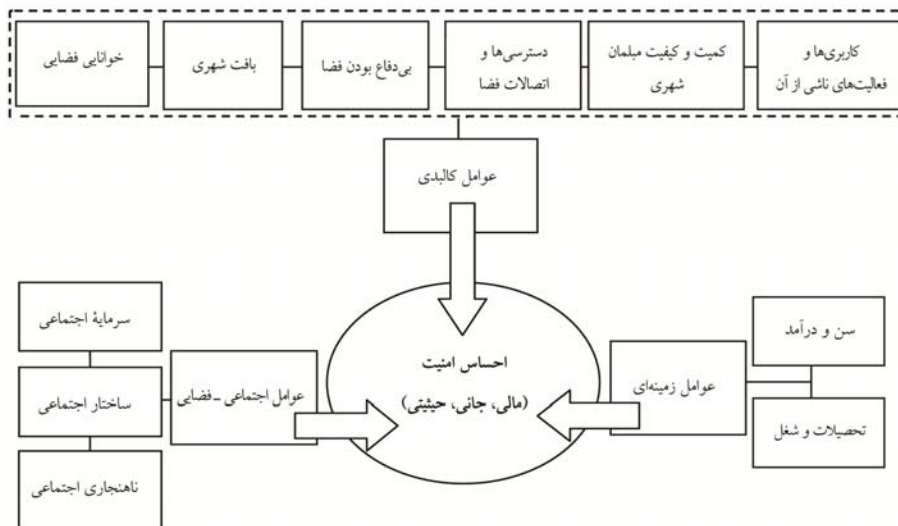 کاربری‌ها و
فعالیت‌های ناشی از آن
کمیت و کیفیت مبلمان
شهری
دسترسی‌ها و
اتصالات فضا
بی‌دفاع بودن فضا
بافت شهری
خوانایی فضایی
عوامل کالبدی
سن و درآمد
عوامل زمینه‌ای
تحصیلات و شغل
احساس امنیت
(مالی، جانی، حیثیتی)
سرمایۀ اجتماعی
عوامل اجتماعی ـ فضایی
ساختار اجتماعی
ناهنجاری اجتماعی